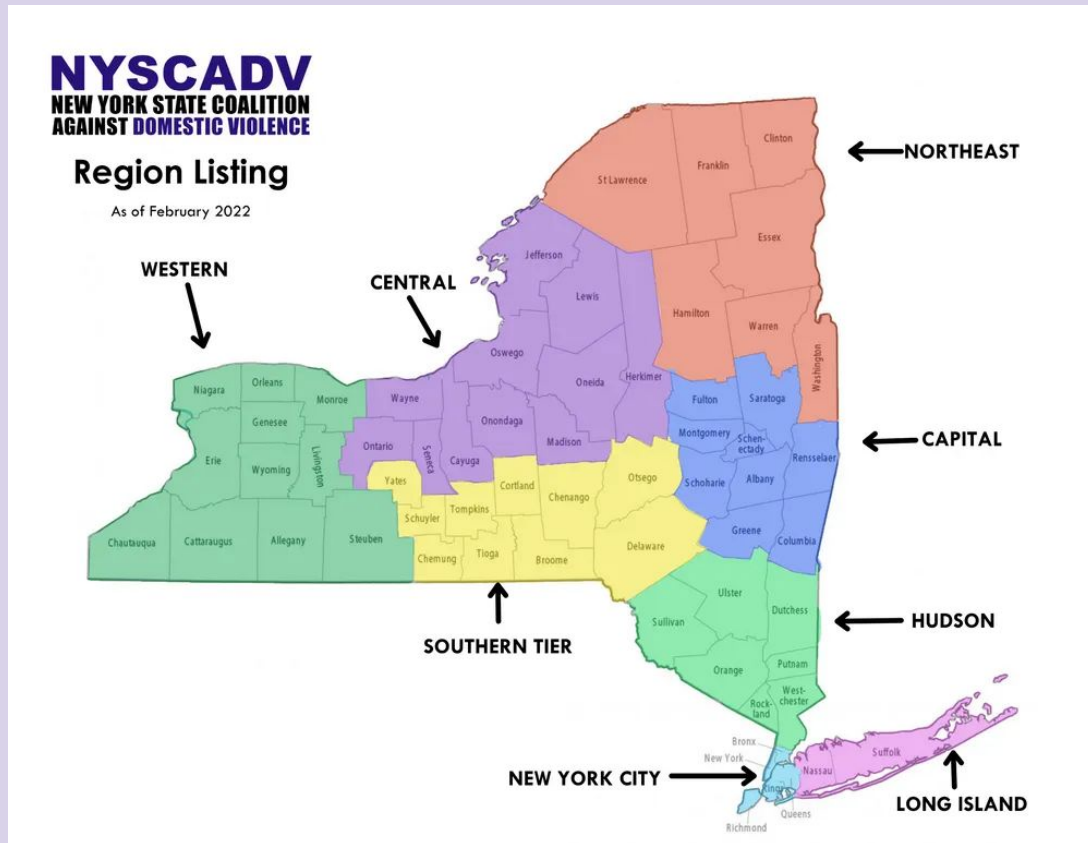 NYSCADV
NEW YORK STATE COALITION
AGAINST DOMESTIC VIOLENCE
Region Listing
As of February 2022
NORTHEAST
WESTERN
CENTRAL
CAPITAL
HUDSON
SOUTHERN TIER
NEW YORK CITY
LONG ISLAND
Clinton
Franklin
St Lawrence
Essex
Jefferson
Lewis
Hamilton
Warren
Washington
Oswego
Oneida
Herkimer
Niagara
Orleans
Monroe
Wayne
Fulton
Saratoga
Genesee
Onondaga
Madison
Montgomery
Schen-
ectady
Rensselaer
Ontario
Seneca
Cayuga
Erie
Wyoming
Livingston
Yates
Cortland
Chenango
Otsego
Schoharie
Albany
Schuyler
Tompkins
Greene
Columbia
Chautauqua
Cattaraugus
Allegany
Steuben
Chemung
Tioga
Broome
Delaware
Ulster
Dutchess
Sullivan
Orange
Putnam
West-
chester
Rock-
land
Bronx
New York
Suffolk
Nassau
Queens
Richmond